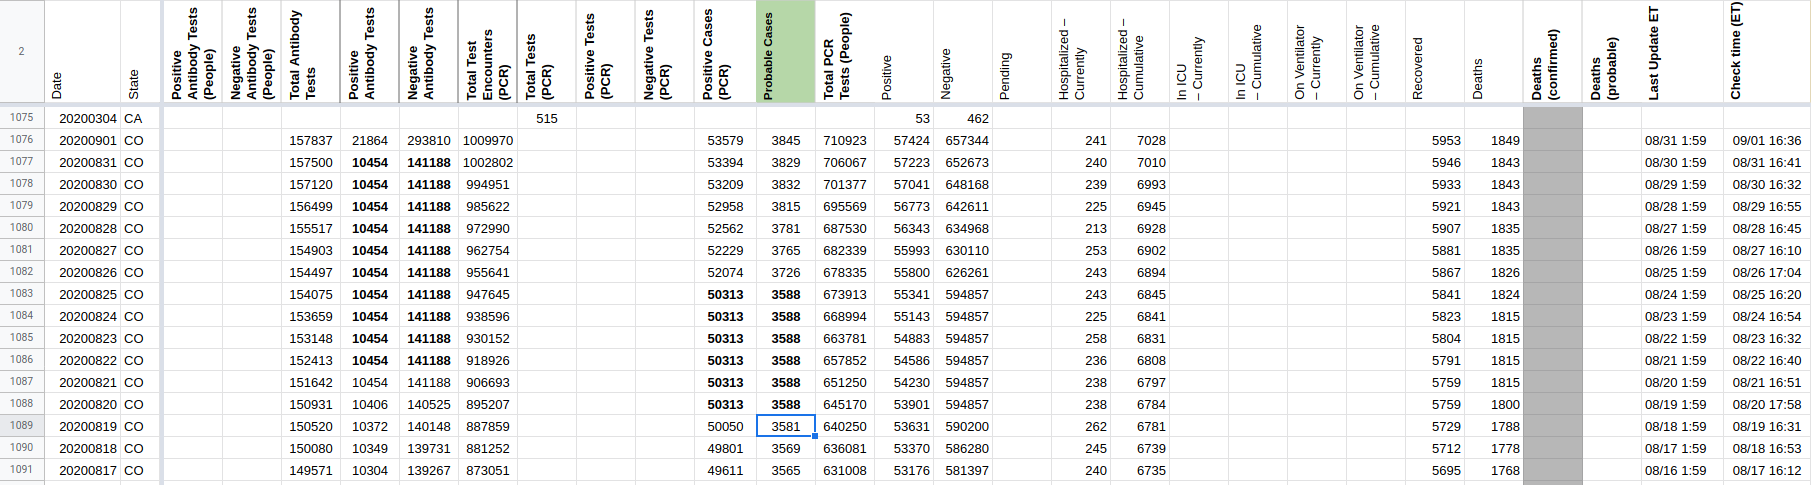 2 Date State Positive Antibody Tests (People) Negative Antibody Tests (People) Total Antibody Tests Positive Antibody Tests Negative Antibody Tests Total Test Encounters (PCR) Total Tests (PCR) Positive Tests (PCR) Negative Tests (PCR) Positive Cases (PCR) Probable Cases Total PCR Tests (People) Positive Negative Pending Hospitalized – Currently Hospitalized – Cumulative In ICU – Currently In ICU – Cumulative On Ventilator – Currently On Ventilator – Cumulative Recovered Deaths Deaths (confirmed) Deaths (probable) Last Update ET Check time (ET)
1075 20200304 CA 515 53 462
1076 20200901 CO 157837 21864 293810 1009970 53579 3845 710923 57424 657344 241 7028 5953 1849 08/31 1:59 09/01 16:36
1077 20200831 CO 157500 10454 141188 1002802 53394 3829 706067 57223 652673 240 7010 5946 1843 08/30 1:59 08/31 16:41
1078 20200830 CO 157120 10454 141188 994951 53209 3832 701377 57041 648168 239 6993 5933 1843 08/29 1:59 08/30 16:32
1079 20200829 CO 156499 10454 141188 985622 52958 3815 695569 56773 642611 225 6945 5921 1843 08/28 1:59 08/29 16:55
1080 20200828 CO 155517 10454 141188 972990 52562 3781 687530 56343 634968 213 6928 5907 1835 08/27 1:59 08/28 16:45
1081 20200827 CO 154903 10454 141188 962754 52229 3765 682339 55993 630110 253 6902 5881 1835 08/26 1:59 08/27 16:10
1082 20200826 CO 154497 10454 141188 955641 52074 3726 678335 55800 626261 243 6894 5867 1826 08/25 1:59 08/26 17:04
1083 20200825 CO 154075 10454 141188 947645 50313 3588 673913 55341 594857 243 6845 5841 1824 08/24 1:59 08/25 16:20
1084 20200824 CO 153659 10454 141188 938596 50313 3588 668994 55143 594857 225 6841 5823 1815 08/23 1:59 08/24 16:54
1085 20200823 CO 153148 10454 141188 930152 50313 3588 663781 54883 594857 258 6831 5804 1815 08/22 1:59 08/23 16:32
1086 20200822 CO 152413 10454 141188 918926 50313 3588 657852 54586 594857 236 6808 5791 1815 08/21 1:59 08/22 16:40
1087 20200821 CO 151642 10454 141188 906693 50313 3588 651250 54230 594857 238 6797 5759 1815 08/20 1:59 08/21 16:51
1088 20200820 CO 150931 10406 140525 895207 50313 3588 645170 53901 594857 238 6784 5759 1800 08/19 1:59 08/20 17:58
1089 20200819 CO 150520 10372 140148 887859 50050 3581 640250 53631 590200 262 6781 5729 1788 08/18 1:59 08/19 16:31
1090 20200818 CO 150080 10349 139731 881252 49801 3569 636081 53370 586280 245 6739 5712 1778 08/17 1:59 08/18 16:53
1091 20200817 CO 149571 10304 139267 873051 49611 3565 631008 53176 581397 240 6735 5695 1768 08/16 1:59 08/17 16:12